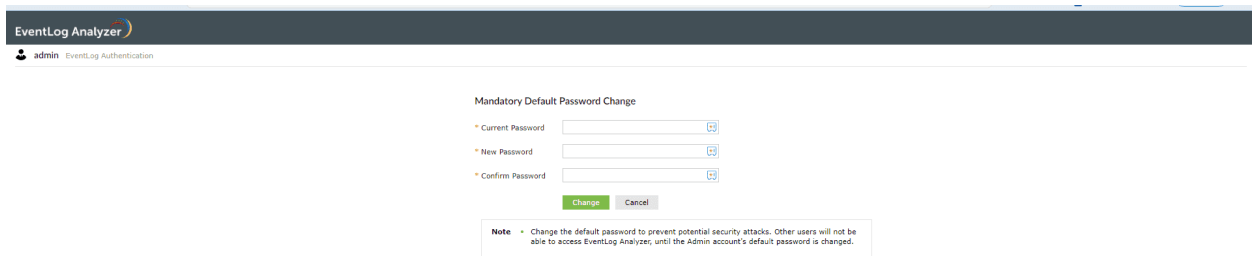 EventLog Analyzer
admin EventLog Authentication
Mandatory Default Password Change
* Current Password
* New Password
* Confirm Password
Change Cancel
Note • Change the default password to prevent potential security attacks. Other users will not be
able to access EventLog Analyzer, until the Admin account's default password is changed.